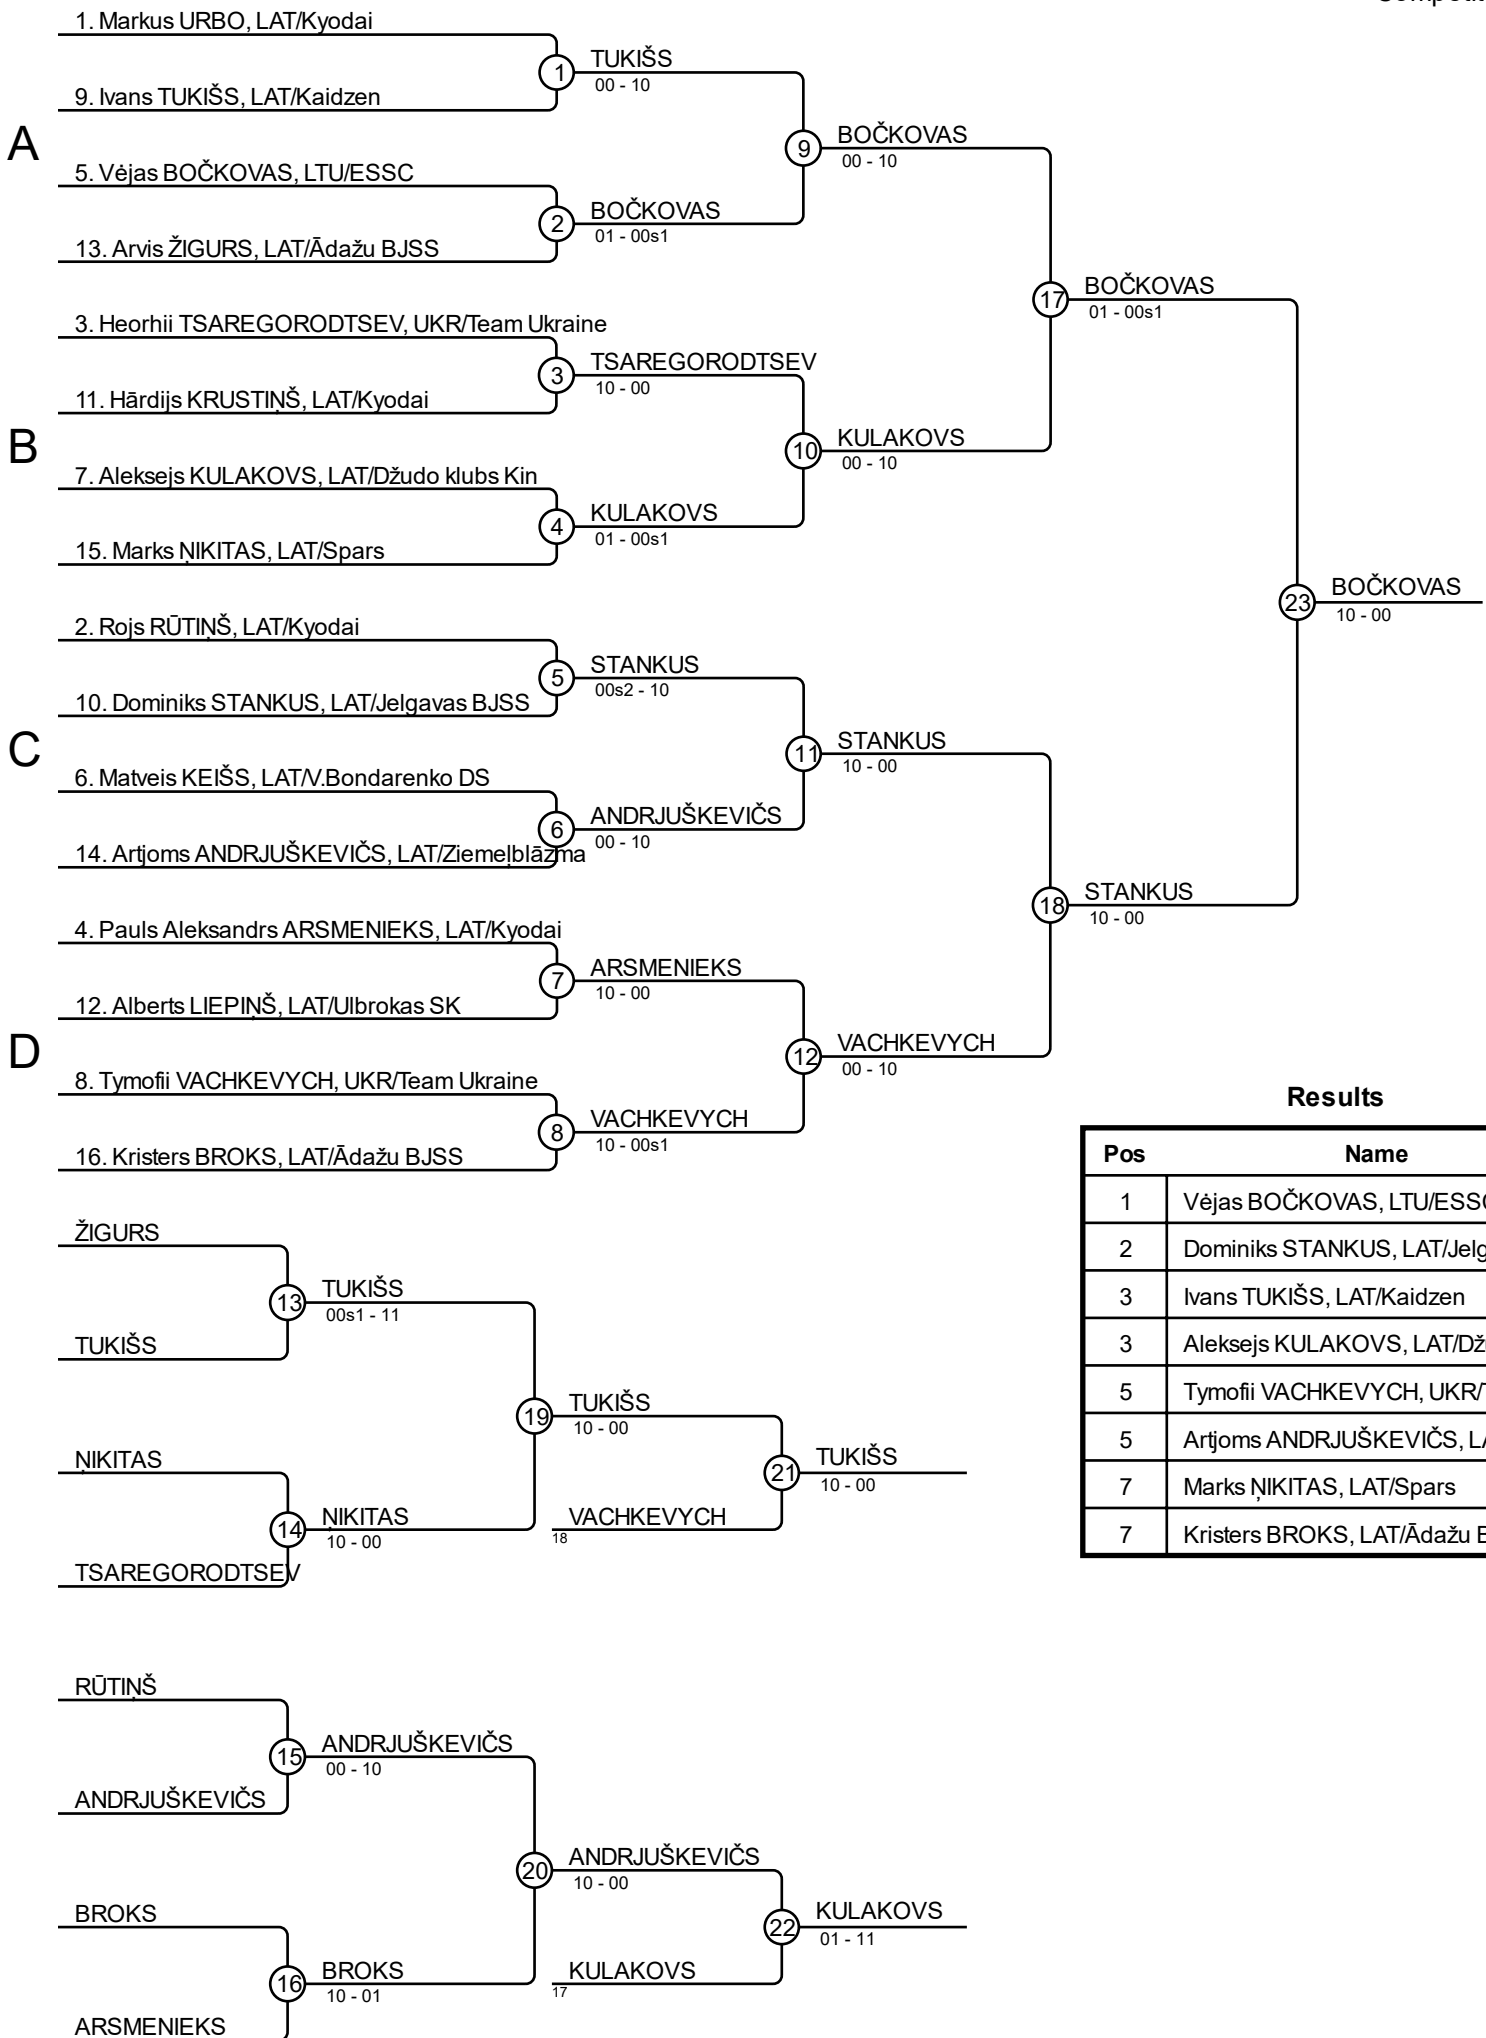 1. Markus URBO, LAT/Kyodai
TUKIŠS
1
00 - 10
9. Ivans TUKIŠS, LAT/Kaidzen
A
BOČKOVAS
9
00 - 10
5. Vėjas BOČKOVAS, LTU/ESSC
BOČKOVAS
2
01 - 00s1
13. Arvis ŽIGURS, LAT/Ādažu BJSS
BOČKOVAS
17
01 - 00s1
3. Heorhii TSAREGORODTSEV, UKR/Team Ukraine
TSAREGORODTSEV
3
10 - 00
11. Hārdijs KRUSTIŅŠ, LAT/Kyodai
B
KULAKOVS
10
00 - 10
7. Aleksejs KULAKOVS, LAT/Džudo klubs Kin
KULAKOVS
4
01 - 00s1
15. Marks ŅIKITAS, LAT/Spars
BOČKOVAS
23
10 - 00
2. Rojs RŪTIŅŠ, LAT/Kyodai
STANKUS
5
00s2 - 10
10. Dominiks STANKUS, LAT/Jelgavas BJSS
C
STANKUS
11
10 - 00
6. Matveis KEIŠS, LAT/V.Bondarenko DS
ANDRJUŠKEVIČS
6
00 - 10
14. Artjoms ANDRJUŠKEVIČS, LAT/Ziemeļblāzma
STANKUS
18
10 - 00
4. Pauls Aleksandrs ARSMENIEKS, LAT/Kyodai
ARSMENIEKS
7
10 - 00
12. Alberts LIEPIŅŠ, LAT/Ulbrokas SK
D
VACHKEVYCH
12
00 - 10
8. Tymofii VACHKEVYCH, UKR/Team Ukraine
VACHKEVYCH
8
10 - 00s1
16. Kristers BROKS, LAT/Ādažu BJSS
Results
Pos Name
1 Vėjas BOČKOVAS, LTU/ESSC
2 Dominiks STANKUS, LAT/Jelg
3 Ivans TUKIŠS, LAT/Kaidzen
3 Aleksejs KULAKOVS, LAT/Dž
5 Tymofii VACHKEVYCH, UKR/
5 Artjoms ANDRJUŠKEVIČS, LA
7 Marks ŅIKITAS, LAT/Spars
7 Kristers BROKS, LAT/Ādažu
ŽIGURS
TUKIŠS
13
00s1 - 11
TUKIŠS
TUKIŠS
19
10 - 00
ŅIKITAS
ŅIKITAS
14
10 - 00
TSAREGORODTSEV
VACHKEVYCH
18
TUKIŠS
21
10 - 00
RŪTIŅŠ
ANDRJUŠKEVIČS
15
00 - 10
ANDRJUŠKEVIČS
ANDRJUŠKEVIČS
20
10 - 00
BROKS
BROKS
16
10 - 01
ARSMENIEKS
KULAKOVS
17
KULAKOVS
22
01 - 11